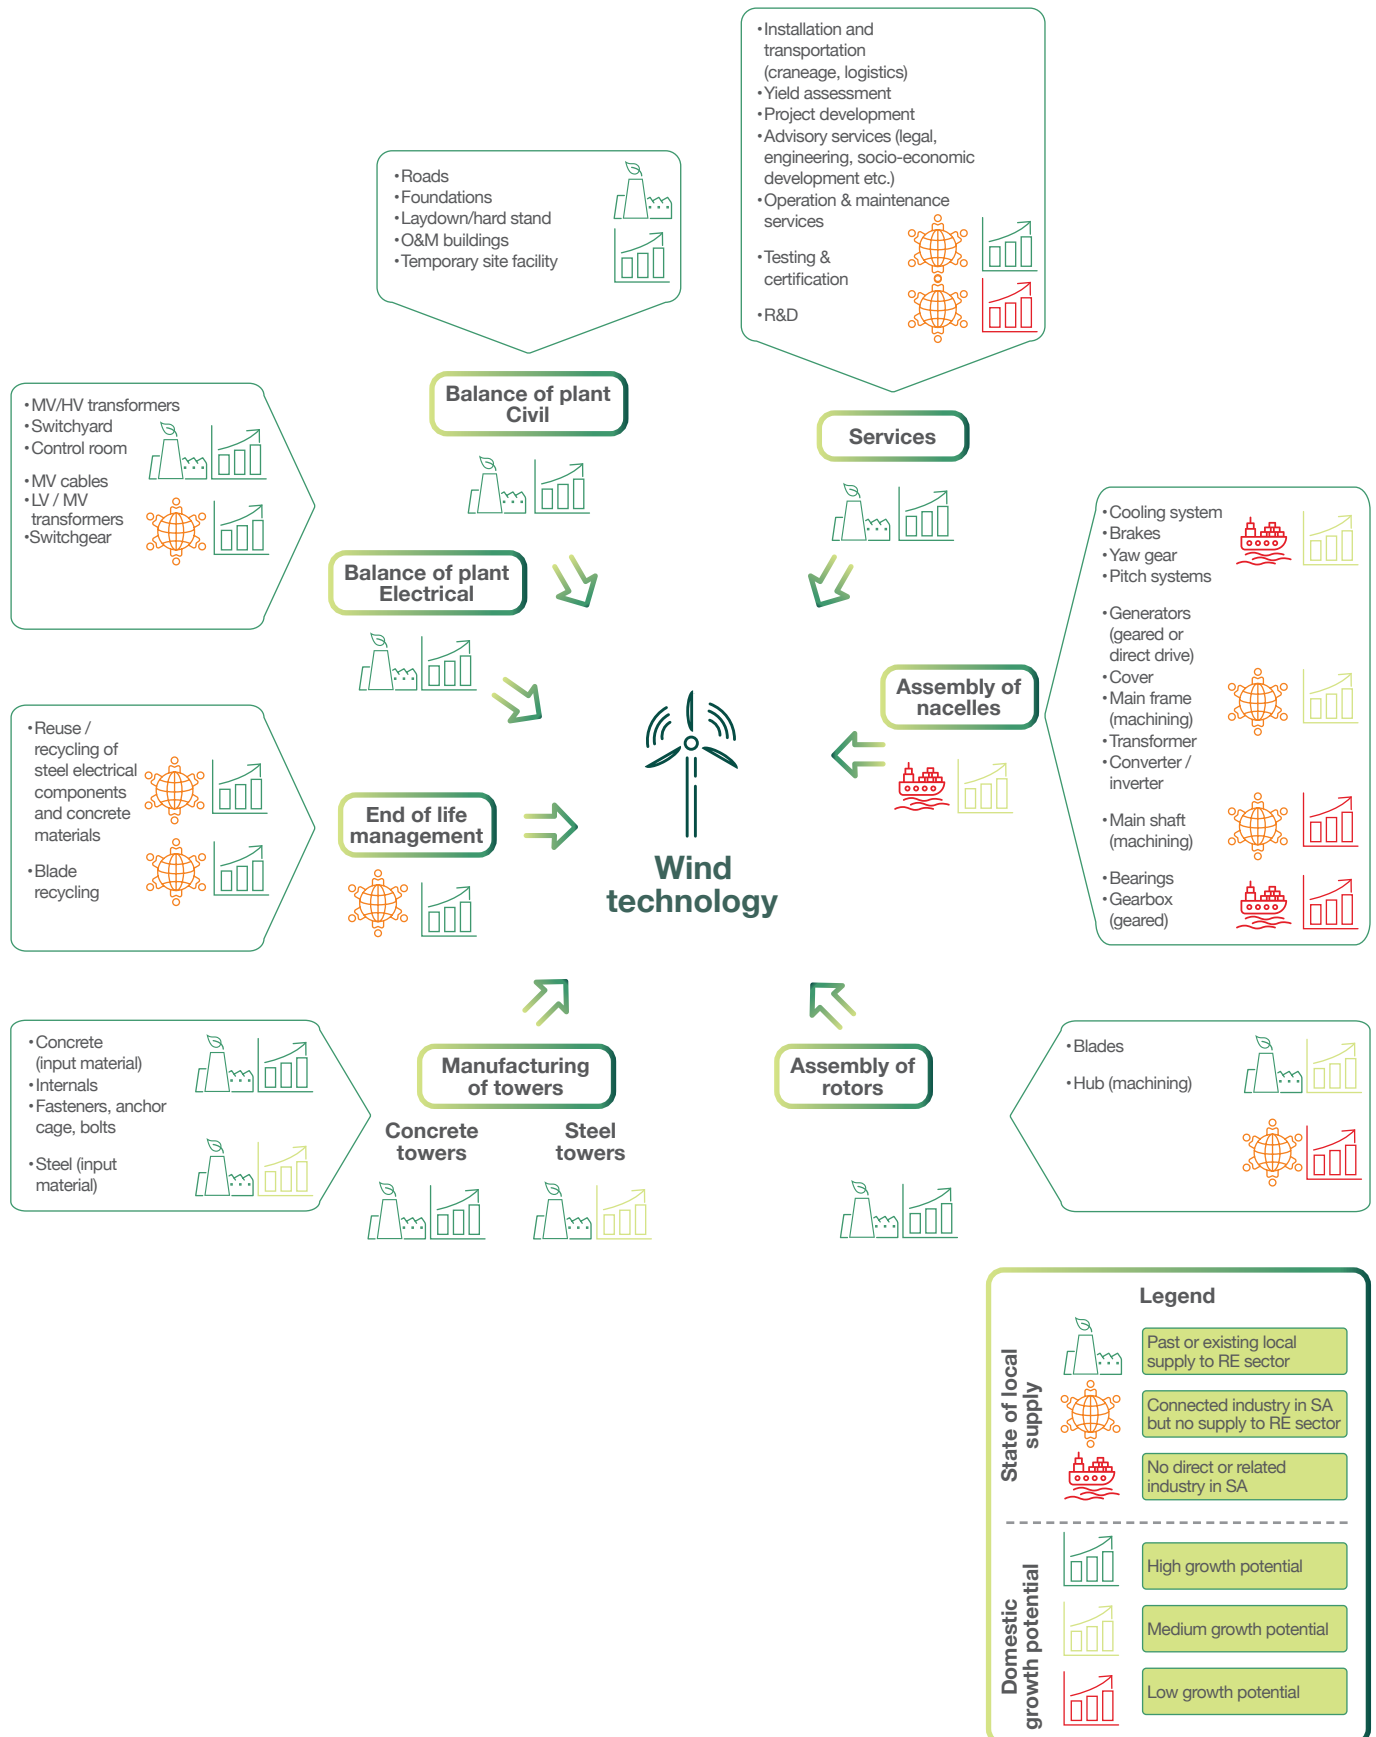 •Installation and
transportation
(craneage, logistics)
•Yield assessment
•Project development
•Advisory services (legal,
engineering, socio-economic
development etc.)
•Operation & maintenance
services
•Testing &
certification
•R&D
•Roads
•Foundations
•Laydown/hard stand
•O&M buildings
•Temporary site facility
Balance of plant
Civil
Services
•MV/HV transformers
•Switchyard
•Control room
•MV cables
•LV / MV
transformers
•Switchgear
Balance of plant
Electrical
•Cooling system
•Brakes
•Yaw gear
•Pitch systems
•Generators
(geared or
direct drive)
•Cover
•Main frame
(machining)
•Transformer
•Converter /
inverter
•Main shaft
(machining)
•Bearings
•Gearbox
(geared)
Assembly of
nacelles
•Reuse /
recycling of
steel electrical
components
and concrete
materials
•Blade
recycling
End of life
management
Wind
technology
•Concrete
(input material)
•Internals
•Fasteners, anchor
cage, bolts
•Steel (input
material)
Manufacturing
of towers
Concrete
towers
Steel
towers
Assembly of
rotors
•Blades
•Hub (machining)
Legend
State of local
supply
Past or existing local
supply to RE sector
Connected industry in SA
but no supply to RE sector
No direct or related
industry in SA
Domestic
growth potential
High growth potential
Medium growth potential
Low growth potential